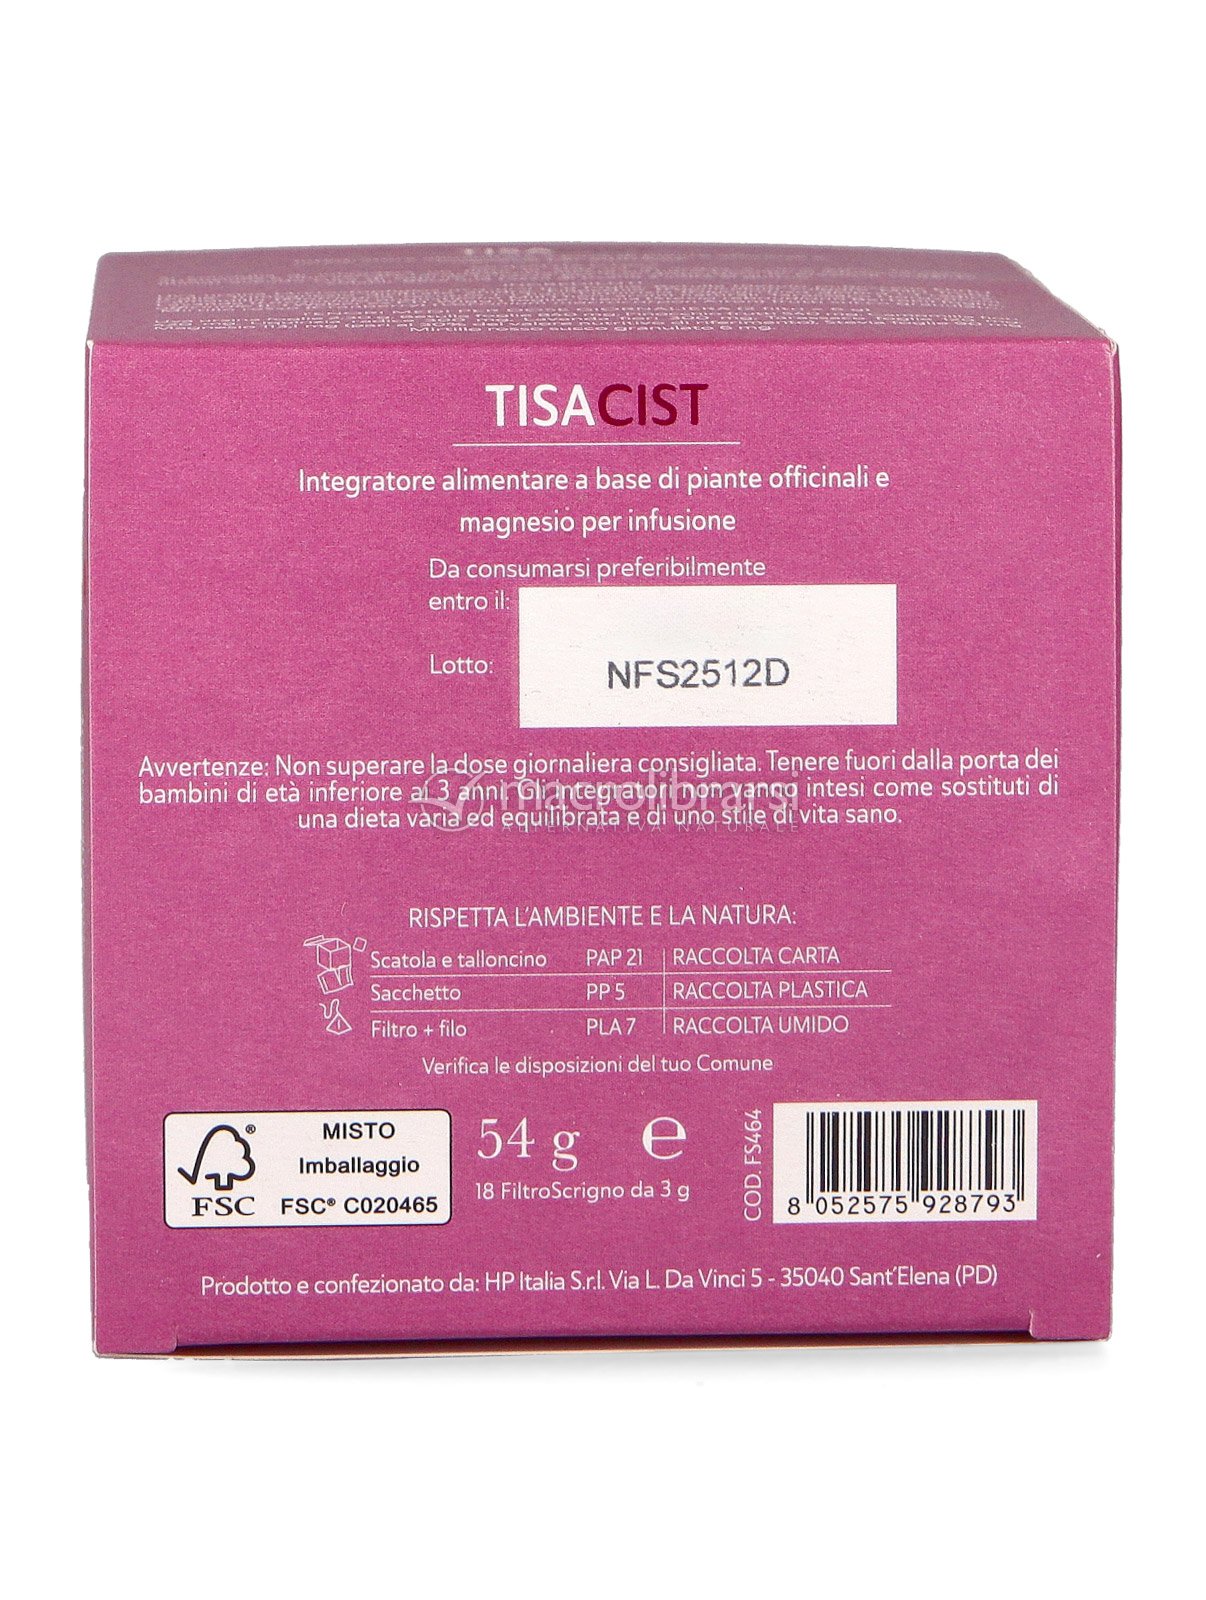 TISACIST
Integratore alimentare a base di piante officinali e
magnesio per infusione
Da consumarsi preferibilmente
entro il:
Lotto:
NFS2512D
Avvertenze: Non superare la dose giornaliera consigliata. Tenere fuori dalla porta dei
bambini di età inferiore ai 3 anni. Gli integratori non vanno intesi come sostituti di
una dieta varia ed equilibrata e di uno stile di vita sano.
macrolibrarsi
ALTERNATIVA NATURALE
RISPETTA L'AMBIENTE E LA NATURA:
Scatola e talloncino PAP 21 RACCOLTA CARTA
Sacchetto PP 5 RACCOLTA PLASTICA
Filtro + filo PLA 7 RACCOLTA UMIDO
Verifica le disposizioni del tuo Comune
FSC
®
MISTO
Imballaggio
FSC® C020465
54 g ℮
18 FiltroScrigno da 3 g
COD. FS464
8 052575 928793
Prodotto e confezionato da: HP Italia S.r.l. Via L. Da Vinci 5 - 35040 Sant'Elena (PD)